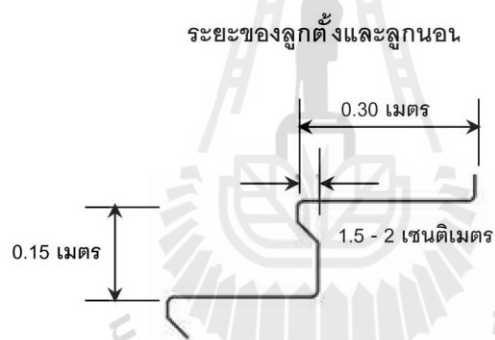 ระยะของลูกตั้งและลูกนอน
0.30 เมตร
1.5 - 2 เซนติเมตร
0.15 เมตร